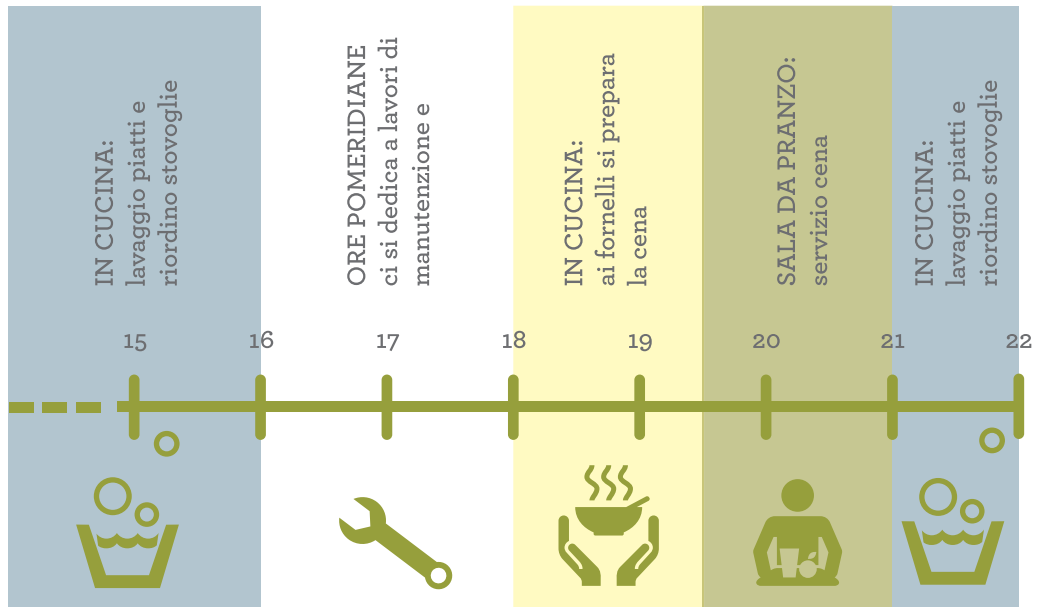 IN CUCINA:
lavaggio piatti e
riordino stovoglie
ORE POMERIDIANE
ci si dedica a lavori di
manutenzione e
IN CUCINA:
ai fornelli si prepara
la cena
SALA DA PRANZO:
servizio cena
IN CUCINA:
lavaggio piatti e
riordino stovoglie
15 16 17 18 19 20 21 22